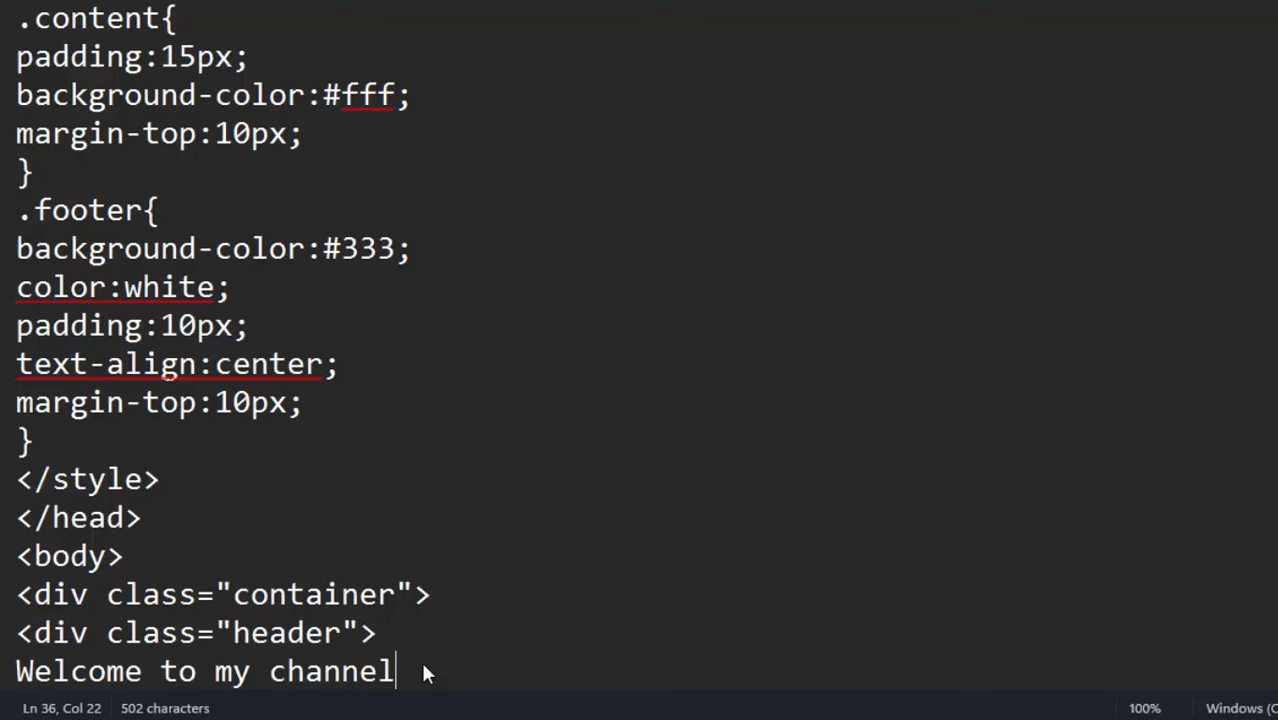 .content{
padding:15px;
background-color:#fff;
margin-top:10px;
}
.footer{
background-color:#333;
color:white;
padding:10px;
text-align:center;
margin-top:10px;
}
</style>
</head>
<body>
<div class="container">
<div class="header">
Welcome to my channel
Ln 36, Col 22 502 characters 100% Windows (C